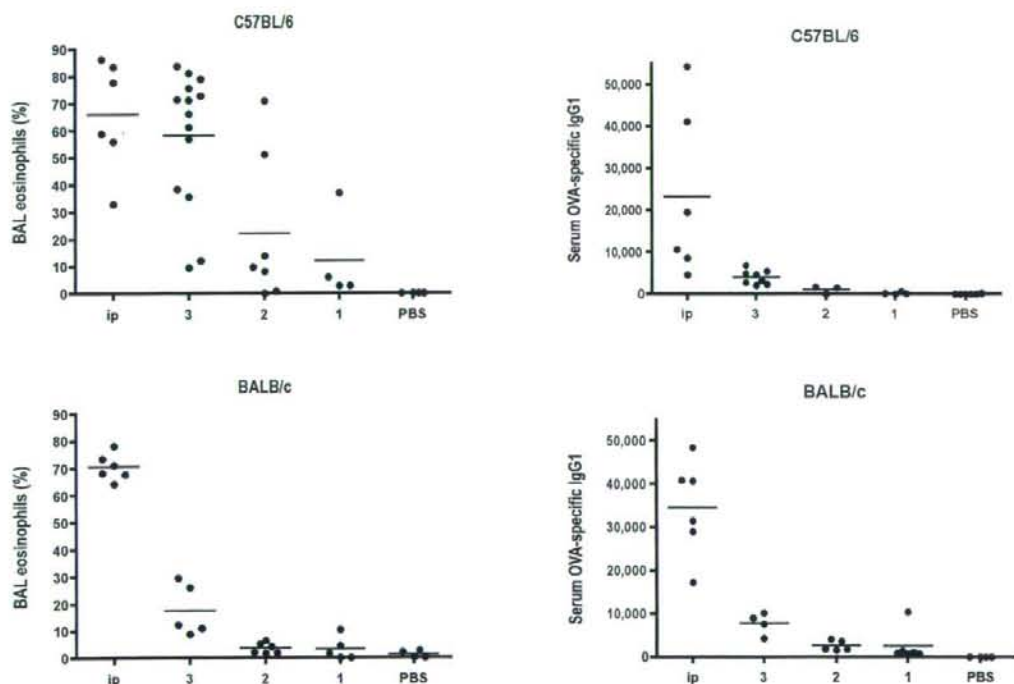 C57BL/6
BAL eosinophils (%)
90
80
70
60
50
40
30
20
10
0
ip 3 2 1 PBS
C57BL/6
Serum OVA-specific IgG1
50,000
40,000
30,000
20,000
10,000
0
ip 3 2 1 PBS
BALB/c
BAL eosinophils (%)
90
80
70
60
50
40
30
20
10
0
ip 3 2 1 PBS
BALB/c
Serum OVA-specific IgG1
50,000
40,000
30,000
20,000
10,000
0
ip 3 2 1 PBS